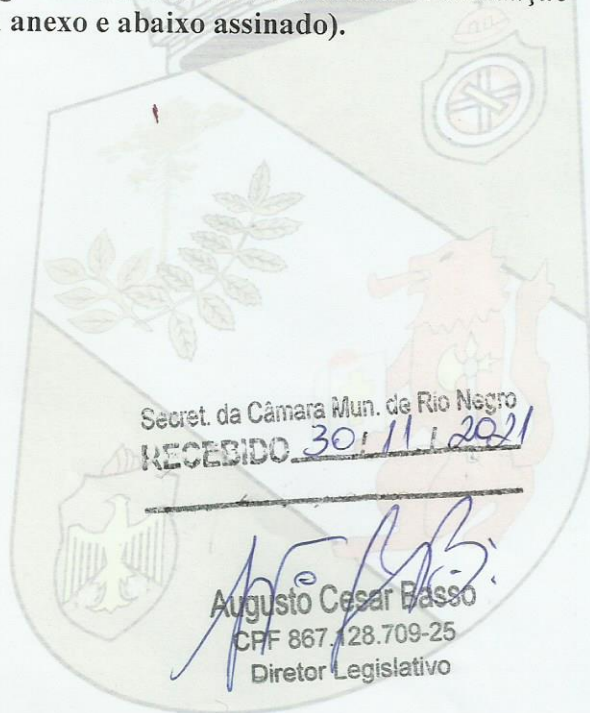 anexo e abaixo assinado).
Secret. da Câmara Mun. de Rio Negro
RECEBIDO 30 / 11 / 2021
Augusto Cesar Basso
CPF 867.128.709-25
Diretor Legislativo